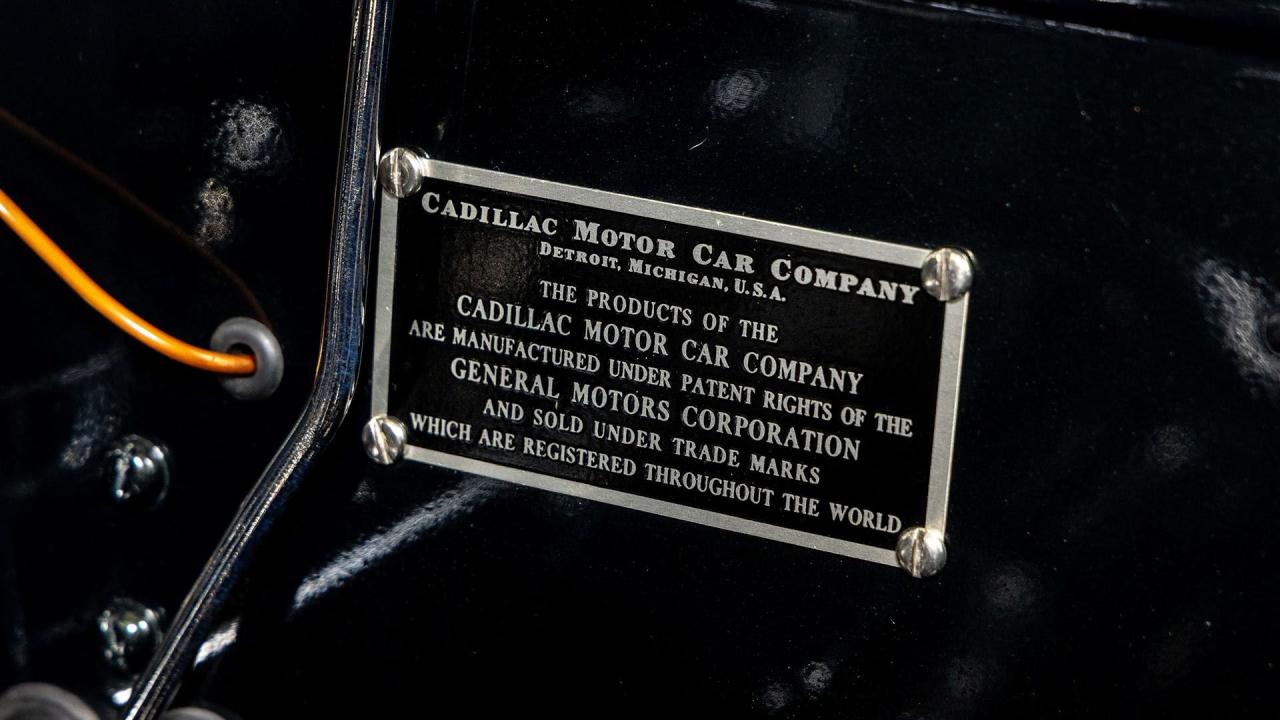 CADILLAC MOTOR CAR COMPANY
DETROIT, MICHIGAN, U.S.A.
THE PRODUCTS OF THE
CADILLAC MOTOR CAR COMPANY
ARE MANUFACTURED UNDER PATENT RIGHTS OF THE
GENERAL MOTORS CORPORATION
AND SOLD UNDER TRADE MARKS
WHICH ARE REGISTERED THROUGHOUT THE WORLD